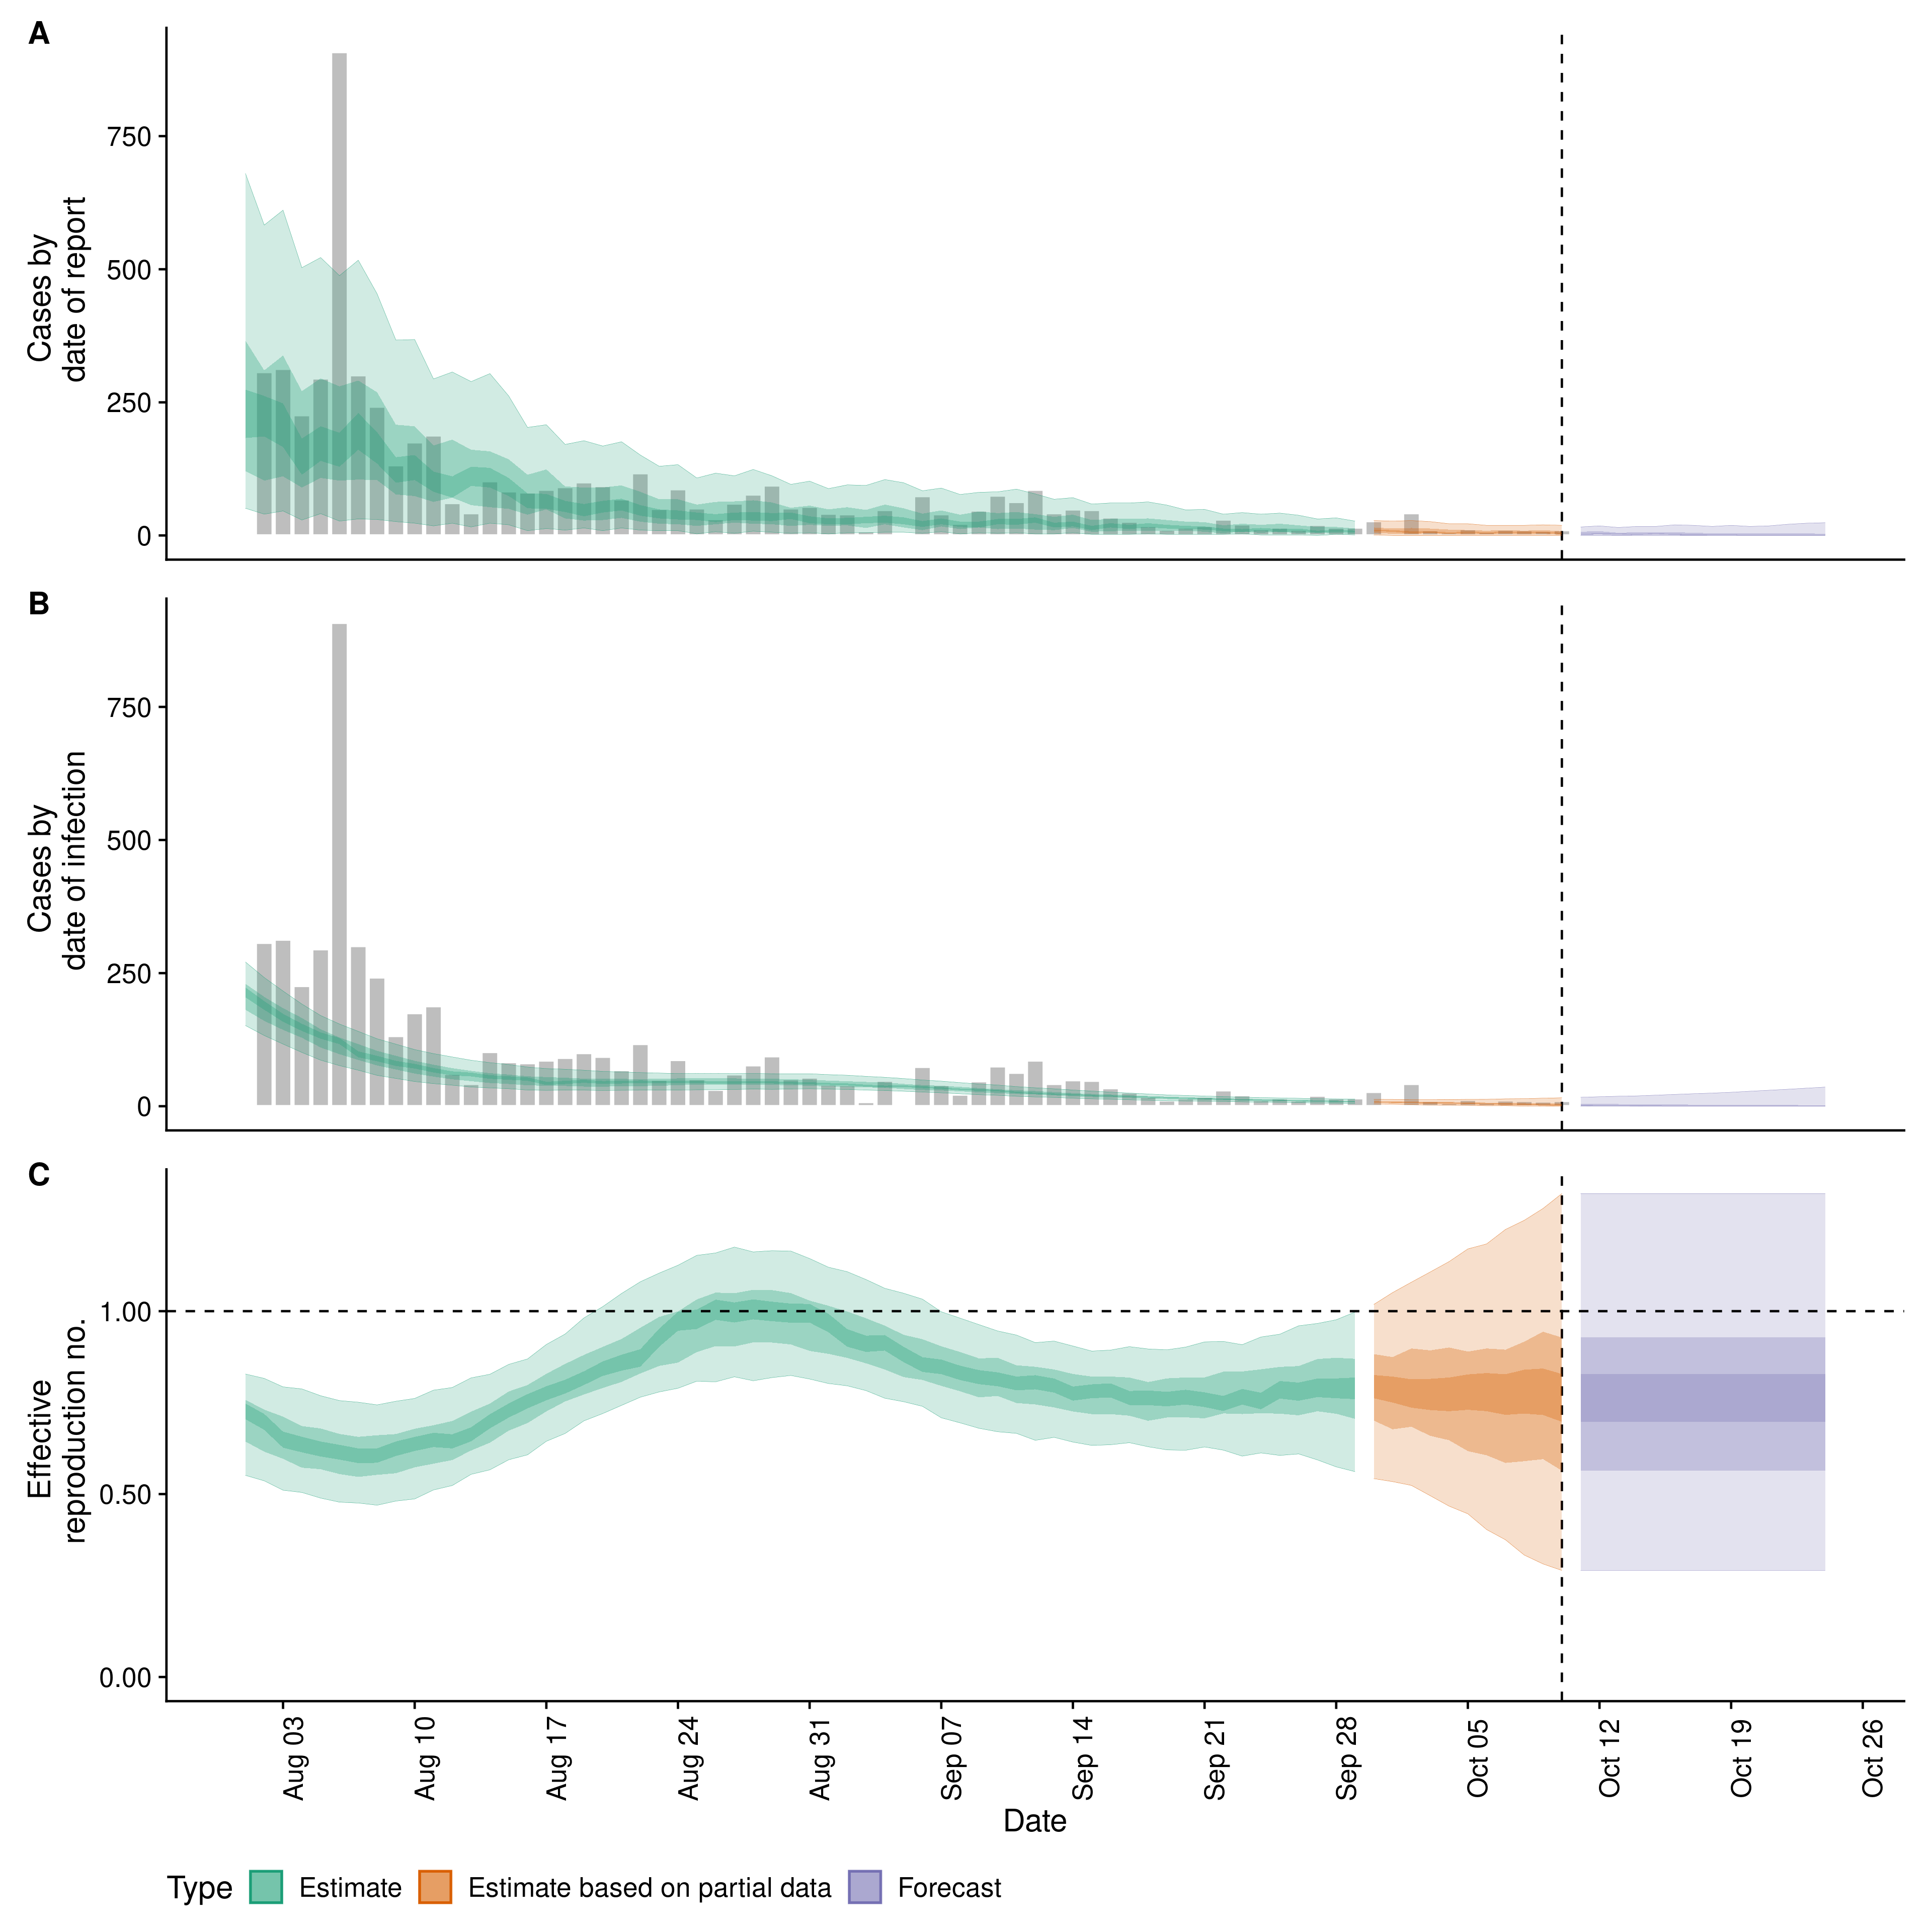 A
Cases by
date of report
750
500
250
0
B
Cases by
date of infection
750
500
250
0
C
Effective
reproduction no.
1.00
0.50
0.00
Aug 03
Aug 10
Aug 17
Aug 24
Aug 31
Sep 07
Sep 14
Sep 21
Sep 28
Oct 05
Oct 12
Oct 19
Oct 26
Date
Type
Estimate
Estimate based on partial data
Forecast